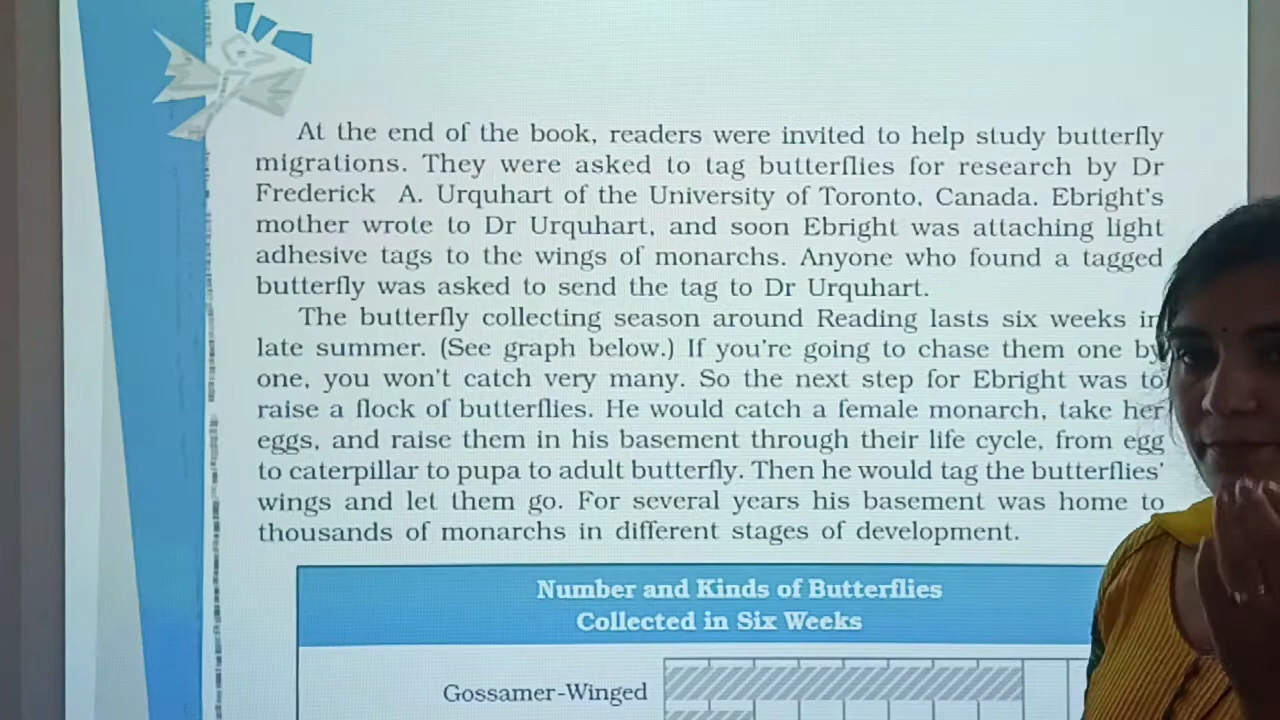 At the end of the book, readers were invited to help study butterfly
migrations. They were asked to tag butterflies for research by Dr
Frederick A. Urquhart of the University of Toronto, Canada. Ebright's
mother wrote to Dr Urquhart, and soon Ebright was attaching light
adhesive tags to the wings of monarchs. Anyone who found a tagged
butterfly was asked to send the tag to Dr Urquhart.
The butterfly collecting season around Reading lasts six weeks in
late summer. (See graph below.) If you're going to chase them one by
one, you won't catch very many. So the next step for Ebright was to
raise a flock of butterflies. He would catch a female monarch, take her
eggs, and raise them in his basement through their life cycle, from egg
to caterpillar to pupa to adult butterfly. Then he would tag the butterflies'
wings and let them go. For several years his basement was home to
thousands of monarchs in different stages of development.
Number and Kinds of Butterflies
Collected in Six Weeks
Gossamer-Winged